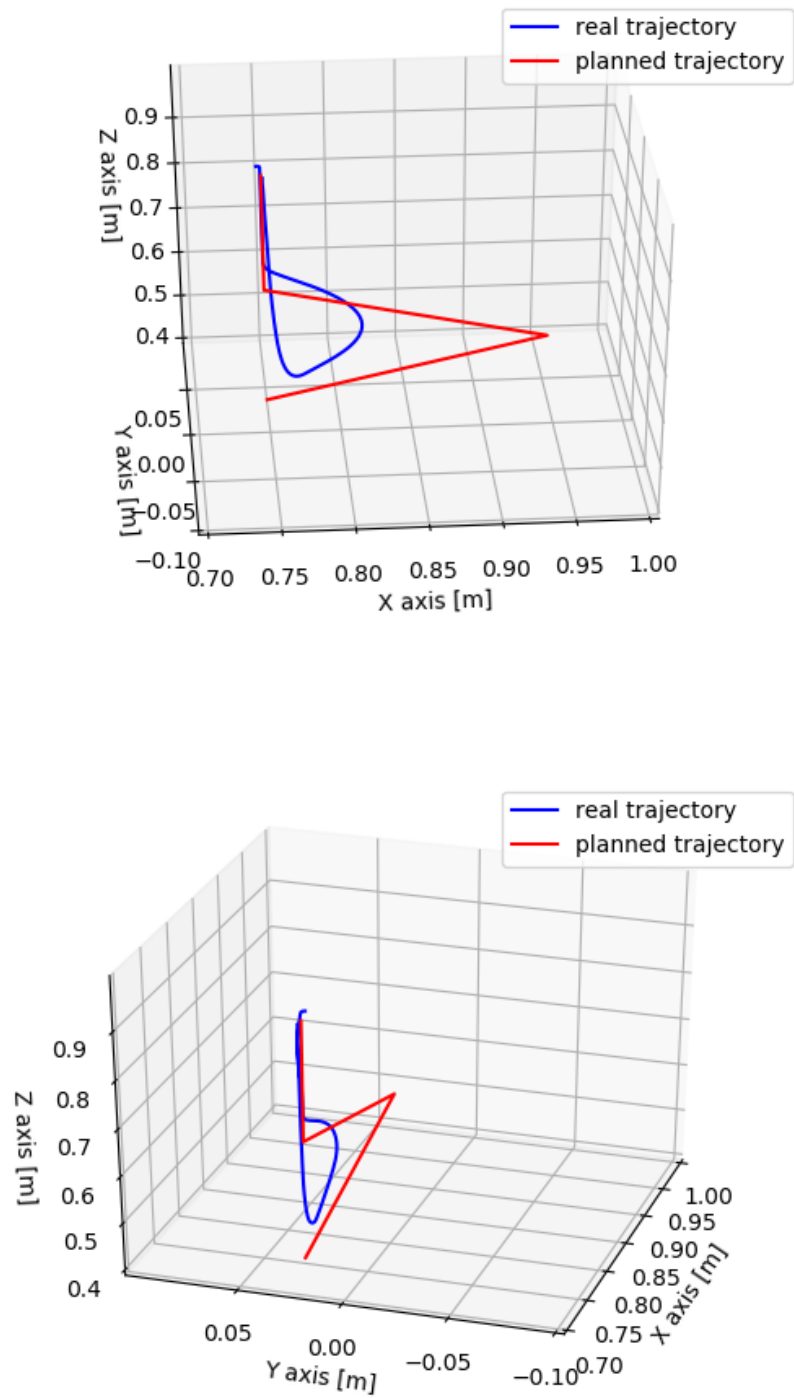 real trajectory
planned trajectory
0.9
0.8
0.7
0.6
0.5
0.4
Z axis [m]
0.05
0.00
−0.05
−0.10
Y axis [m]
0.70 0.75 0.80 0.85 0.90 0.95 1.00
X axis [m]
real trajectory
planned trajectory
0.9
0.8
0.7
0.6
0.5
0.4
Z axis [m]
0.05 0.00 −0.05 −0.10
Y axis [m]
1.00
0.95
0.90
0.85
0.80
0.75
0.70
X axis [m]